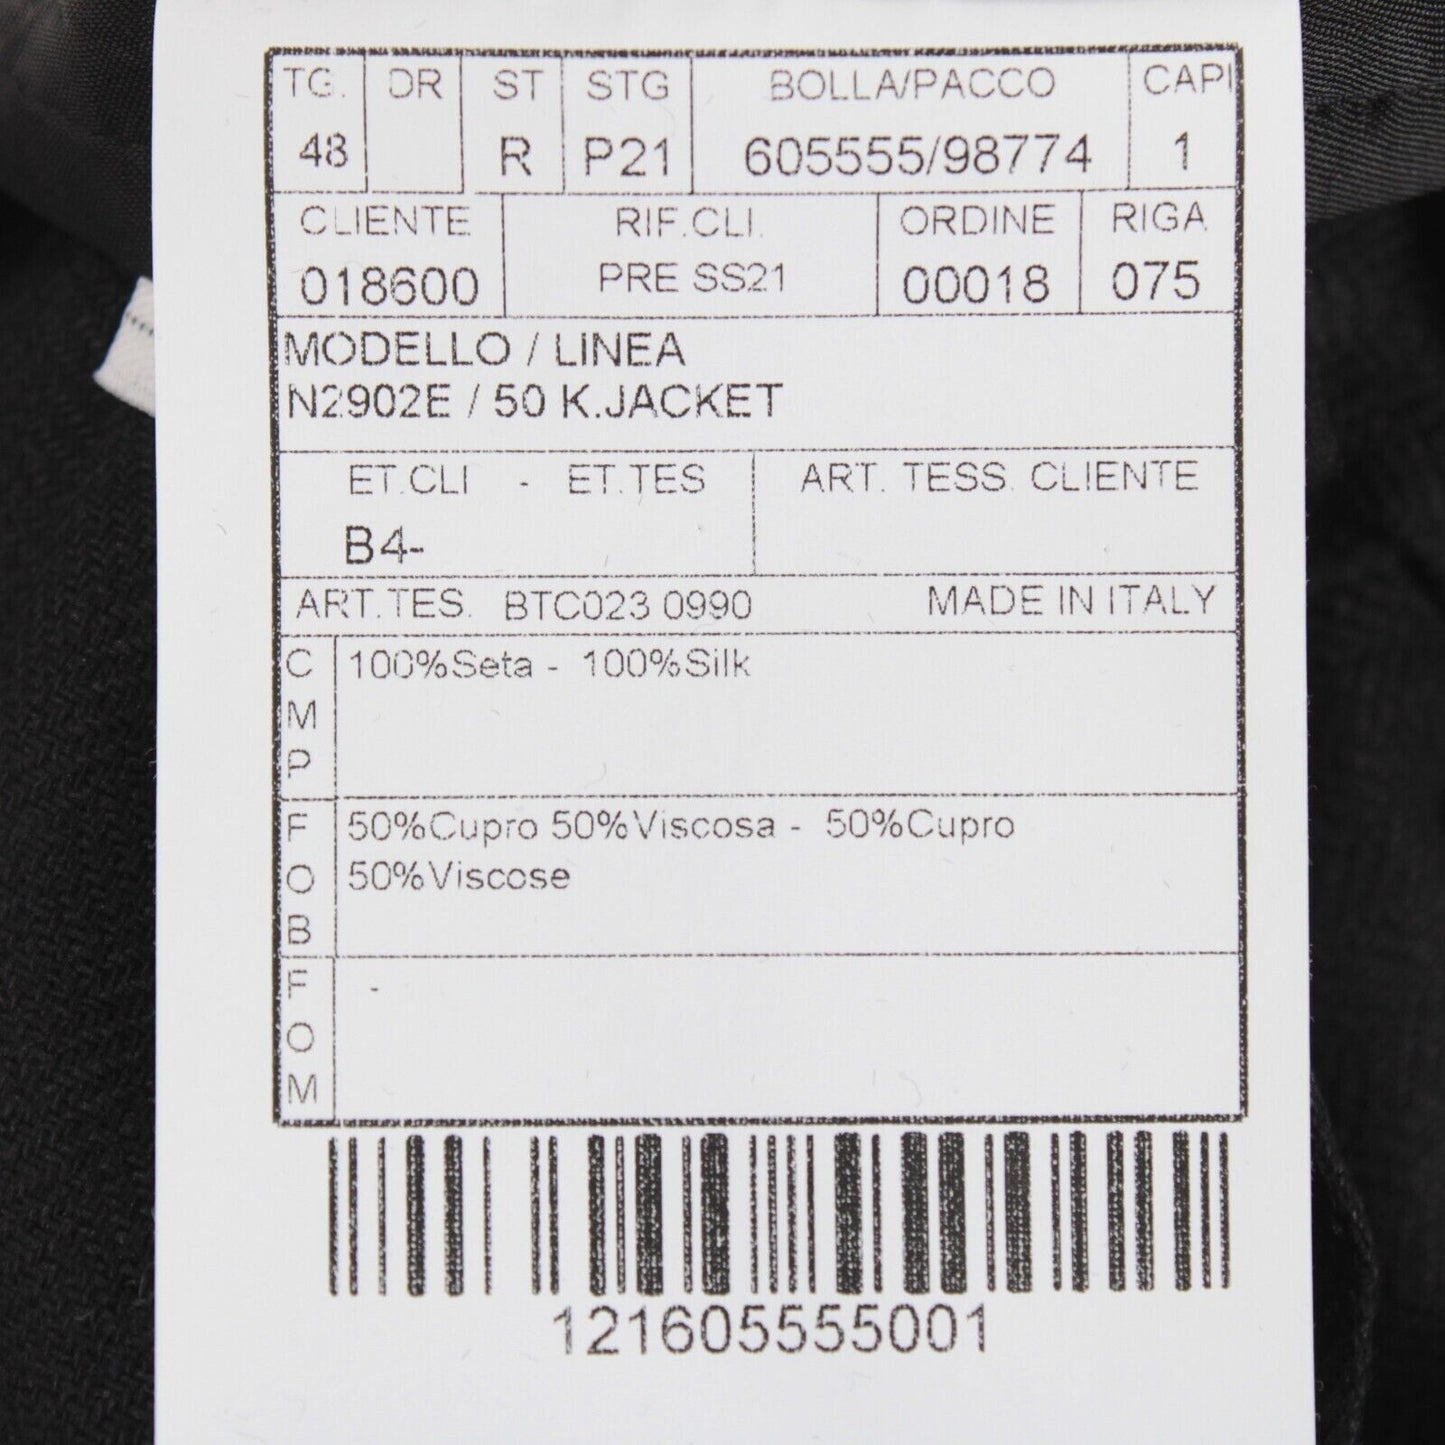 TG. DR ST STG BOLLA/PACCO CAPI
48 R P21 605555/98774 1
CLIENTE RIF.CLI. ORDINE RIGA
018600 PRE SS21 00018 075
MODELLO / LINEA
N2902E / 50 K.JACKET
ET.CLI - ET.TES ART. TESS. CLIENTE
B4-
ART.TES. BTC023 0990 MADE IN ITALY
C M P 100%Seta - 100%Silk
F O B 50%Cupro 50%Viscosa - 50%Cupro
50%Viscose
F O M -
121605555001